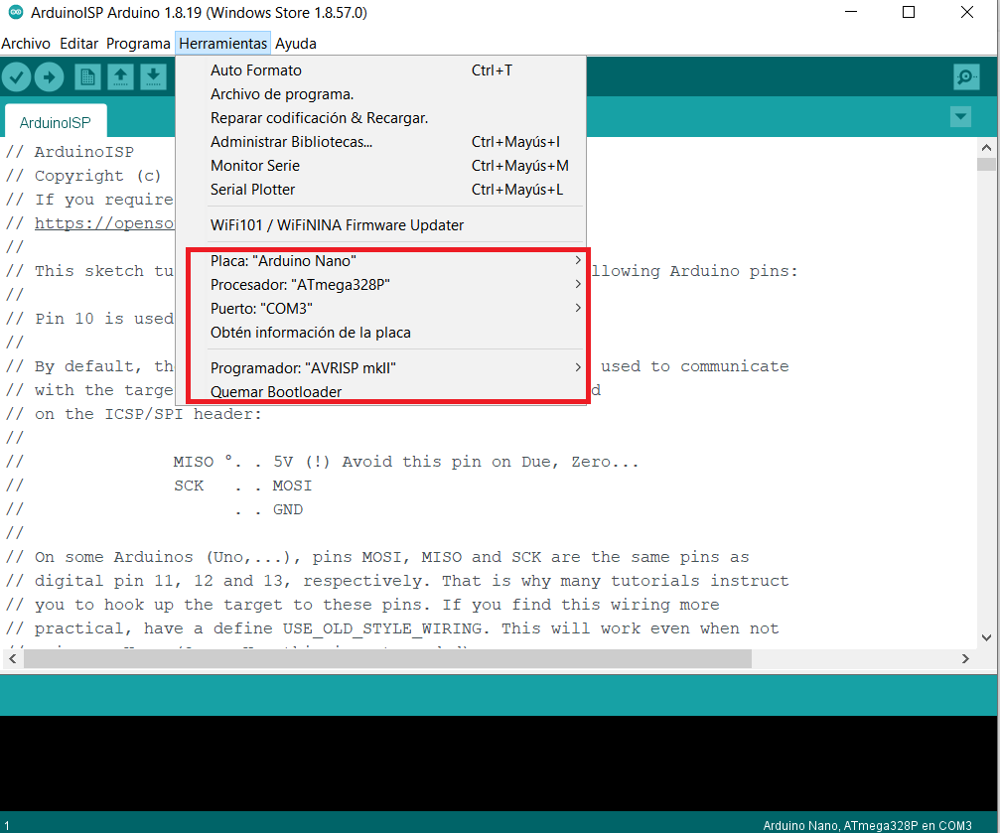 ArduinoISP Arduino 1.8.19 (Windows Store 1.8.57.0)
Archivo Editar Programa Herramientas Ayuda
Auto Formato Ctrl+T
Archivo de programa.
Reparar codificación & Recargar.
Administrar Bibliotecas... Ctrl+Mayús+I
Monitor Serie Ctrl+Mayús+M
Serial Plotter Ctrl+Mayús+L
WiFi101 / WiFiNINA Firmware Updater
Placa: "Arduino Nano"
Procesador: "ATmega328P"
Puerto: "COM3"
Obtén información de la placa
Programador: "AVRISP mkII"
Quemar Bootloader
ArduinoISP
// ArduinoISP
// Copyright (c)
// If you require
// https://openso
//
// This sketch tu llowing Arduino pins:
//
// Pin 10 is used
//
// By default, th used to communicate
// with the targe d
// on the ICSP/SPI header:
//
// MISO °. . 5V (!) Avoid this pin on Due, Zero...
// SCK . . MOSI
// . . GND
//
// On some Arduinos (Uno,...), pins MOSI, MISO and SCK are the same pins as
// digital pin 11, 12 and 13, respectively. That is why many tutorials instruct
// you to hook up the target to these pins. If you find this wiring more
// practical, have a define USE_OLD_STYLE_WIRING. This will work even when not
1
Arduino Nano, ATmega328P en COM3